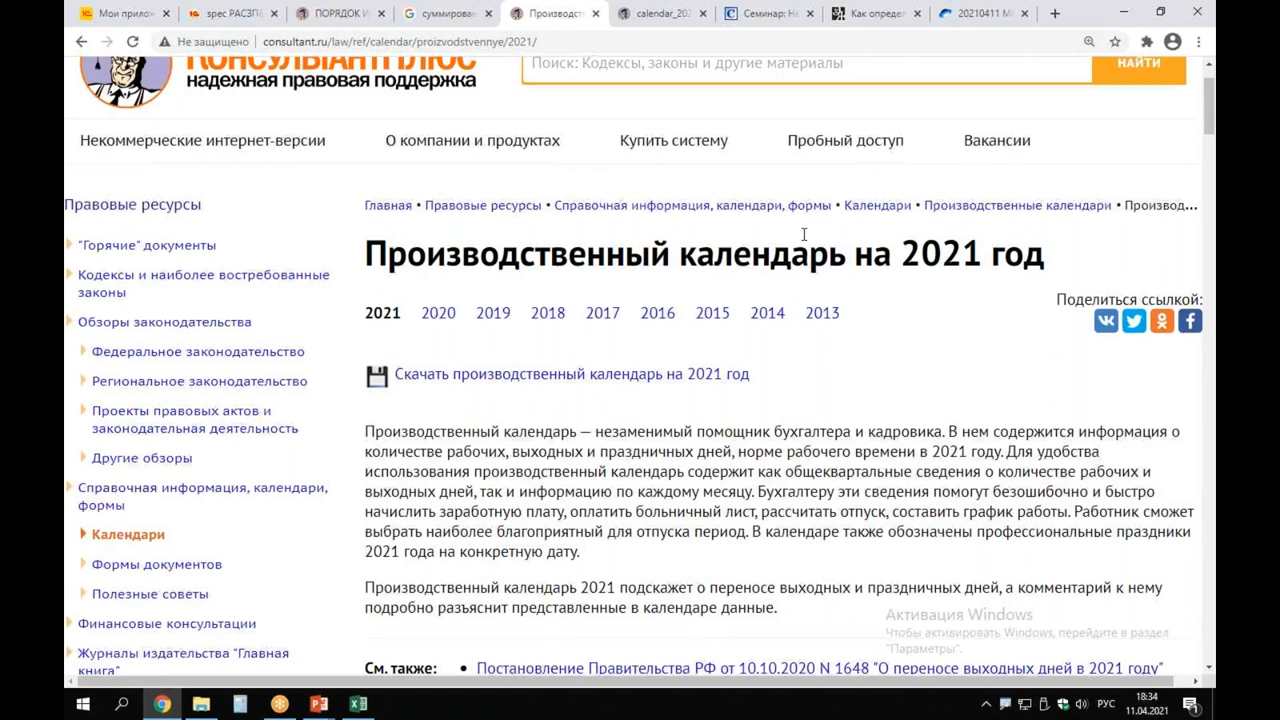 Мои прилож
spec РАСЗП
ПОРЯДОК И
суммирован
Производст
calendar_202
Семинар: Не
Как определ
20210411 М
Не защищено
consultant.ru/law/ref/calendar/proizvodstvennye/2021/
КОНСУЛЬТАНТПЛЮС
надежная правовая поддержка
Поиск: Кодексы, законы и другие материалы
НАЙТИ
Некоммерческие интернет-версии
О компании и продуктах
Купить систему
Пробный доступ
Вакансии
Правовые ресурсы
"Горячие" документы
Кодексы и наиболее востребованные
законы
Обзоры законодательства
Федеральное законодательство
Региональное законодательство
Проекты правовых актов и
законодательная деятельность
Другие обзоры
Справочная информация, календари,
формы
Календари
Формы документов
Полезные советы
Финансовые консультации
Журналы издательства "Главная
книга"
Главная • Правовые ресурсы • Справочная информация, календари, формы • Календари • Производственные календари • Производ...
Производственный календарь на 2021 год
2021 2020 2019 2018 2017 2016 2015 2014 2013
Поделиться ссылкой:
Скачать производственный календарь на 2021 год
Производственный календарь — незаменимый помощник бухгалтера и кадровика. В нем содержится информация о
количестве рабочих, выходных и праздничных дней, норме рабочего времени в 2021 году. Для удобства
использования производственный календарь содержит как общеквартальные сведения о количестве рабочих и
выходных дней, так и информацию по каждому месяцу. Бухгалтеру эти сведения помогут безошибочно и быстро
начислить заработную плату, оплатить больничный лист, рассчитать отпуск, составить график работы. Работник сможет
выбрать наиболее благоприятный для отпуска период. В календаре также обозначены профессиональные праздники
2021 года на конкретную дату.
Производственный календарь 2021 подскажет о переносе выходных и праздничных дней, а комментарий к нему
подробно разъяснит представленные в календаре данные.
См. также: • Постановление Правительства РФ от 10.10.2020 N 1648 "О переносе выходных дней в 2021 году"
Активация Windows
Чтобы активировать Windows, перейдите в раздел
"Параметры".
РУС
18:34
11.04.2021
1